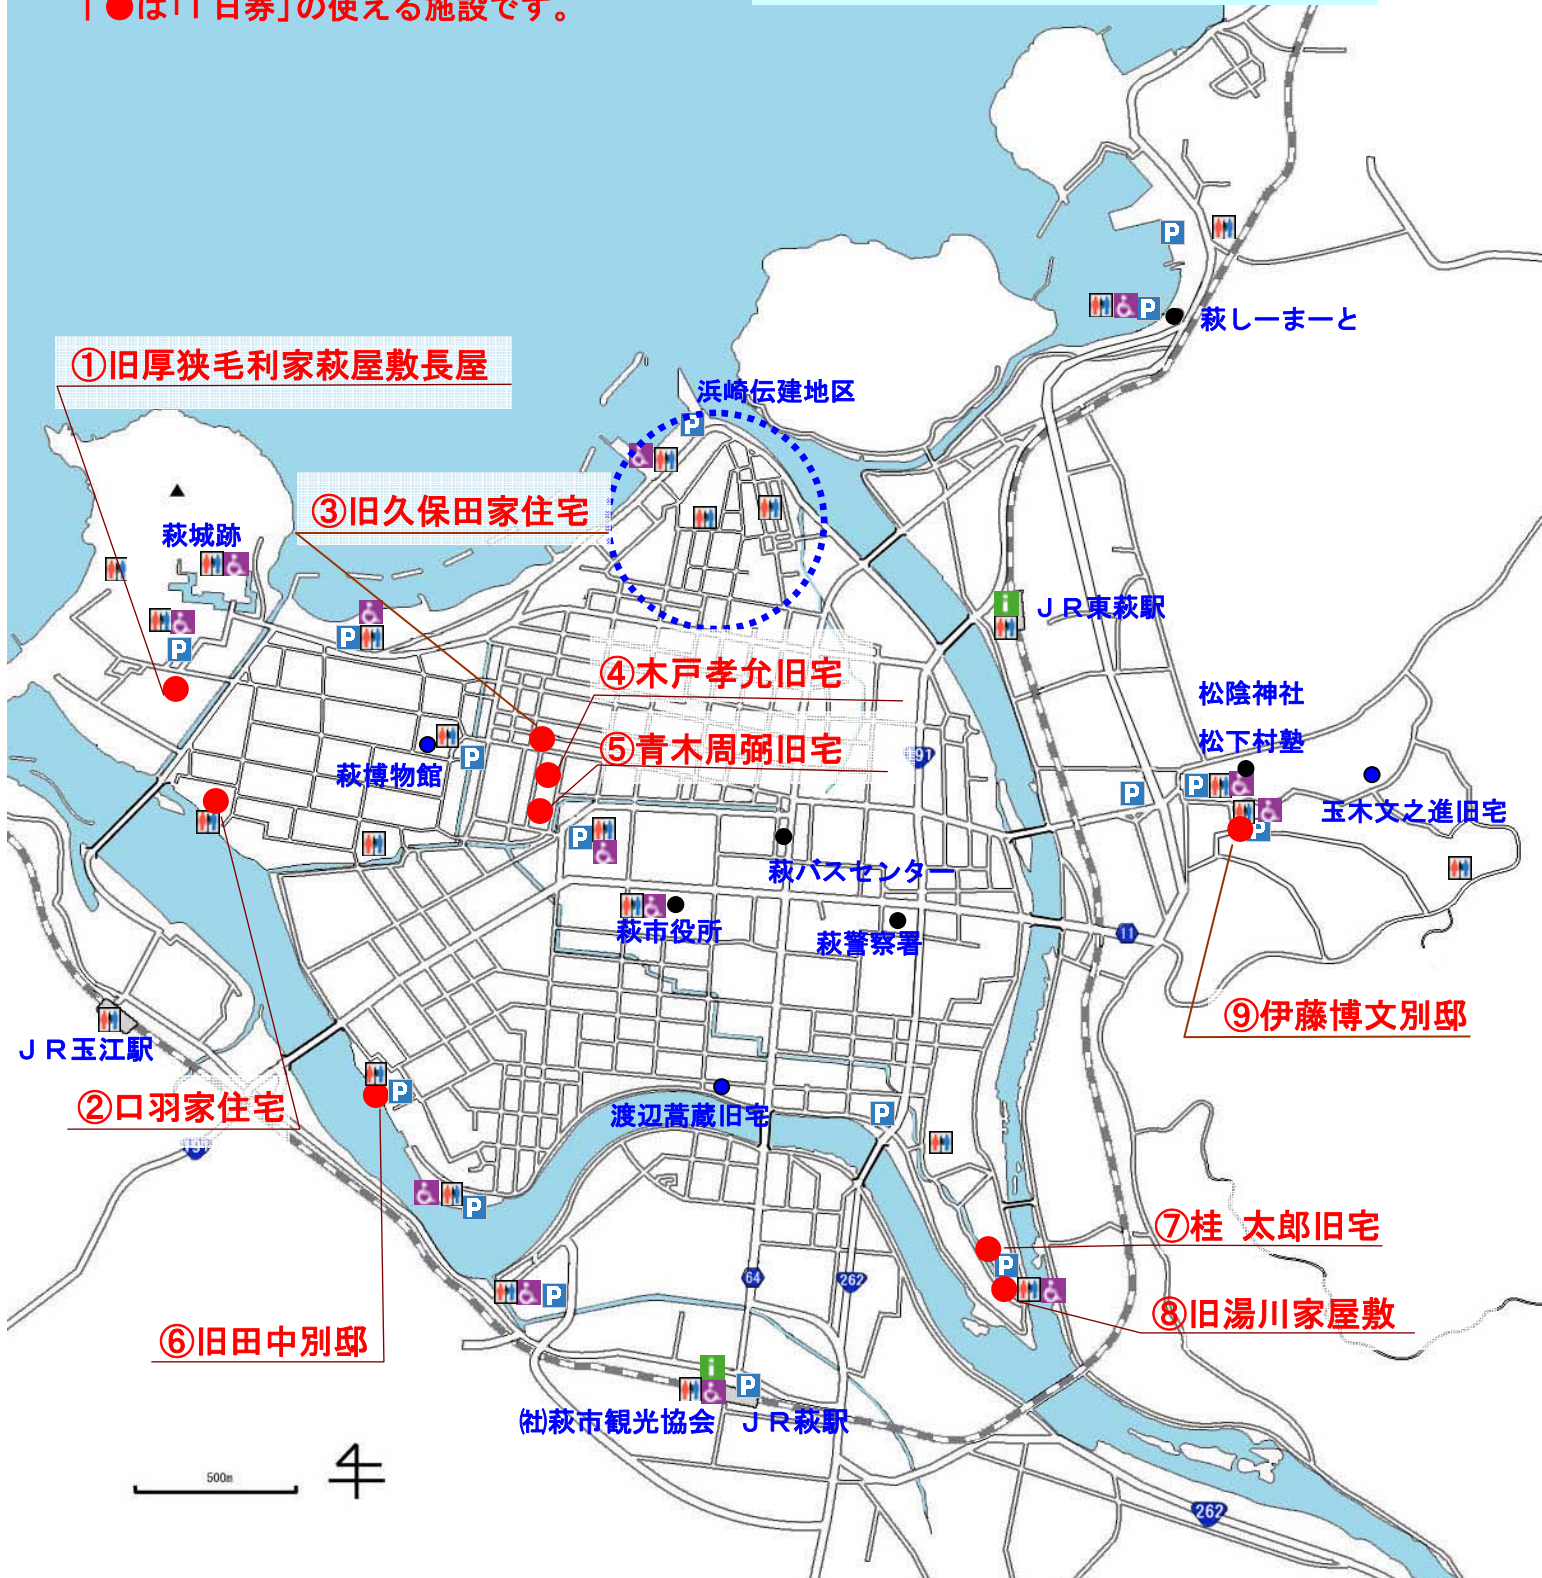 「●は「1日券」の使える施設です。
萩しーまーと
①旧厚狭毛利家萩屋敷長屋
浜崎伝建地区
③旧久保田家住宅
萩城跡
JR東萩駅
④木戸孝允旧宅
松陰神社
松下村塾
⑤青木周弼旧宅
191
萩博物館
玉木文之進旧宅
萩バスセンター
萩市役所
萩警察署
11
⑨伊藤博文別邸
JR玉江駅
②口羽家住宅
渡辺蒿蔵旧宅
191
⑦桂 太郎旧宅
64
262
⑧旧湯川家屋敷
⑥旧田中別邸
㈳萩市観光協会
JR萩駅
500m
262